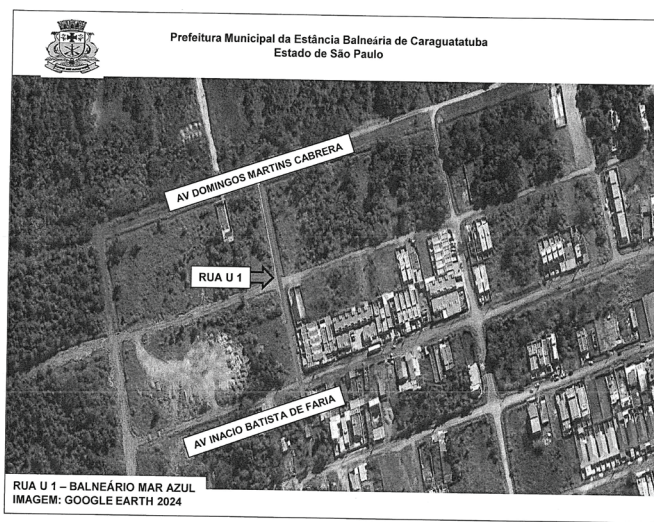 Prefeitura Municipal da Estância Balneária de Caraguatatuba
Estado de São Paulo
AV DOMINGOS MARTINS CABRERA
RUA U 1
AV INACIO BATISTA DE FARIA
RUA U 1 – BALNEÁRIO MAR AZUL
IMAGEM: GOOGLE EARTH 2024